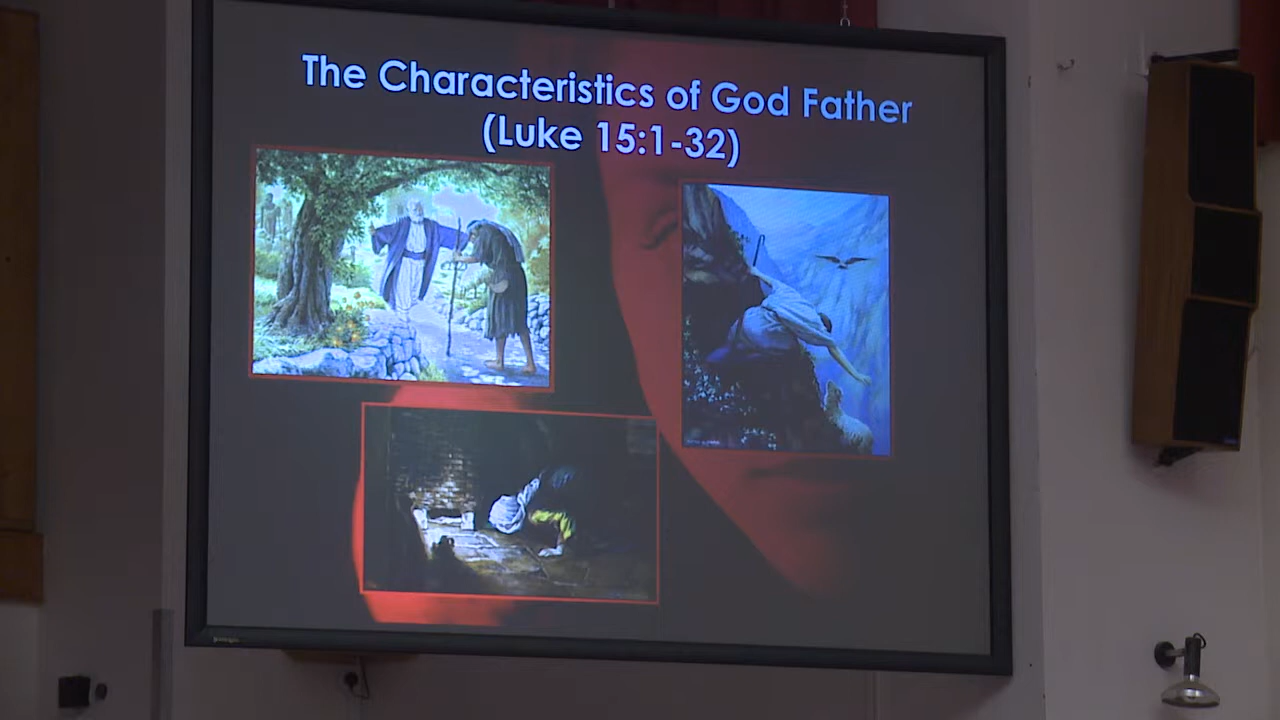 The Characteristics of God Father
(Luke 15:1-32)